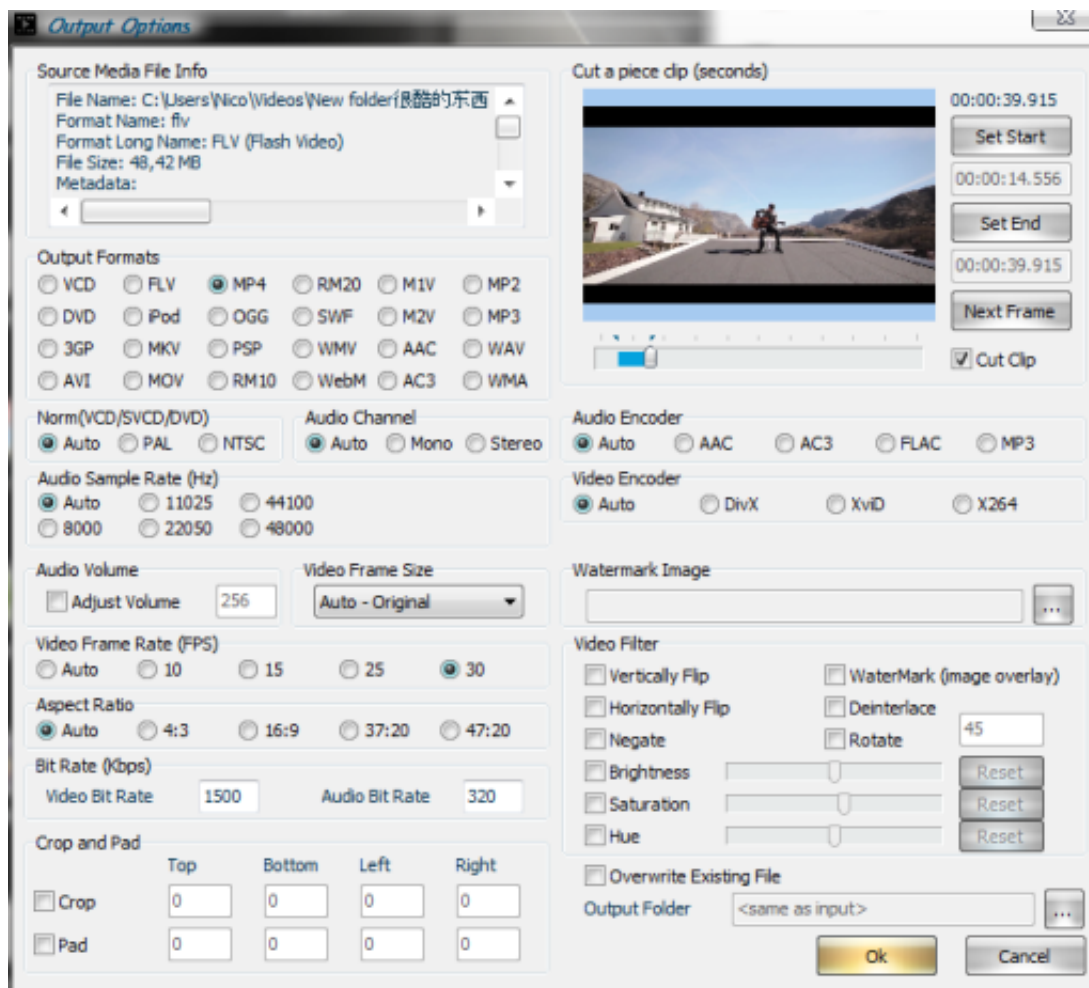 Output Options
Source Media File Info
File Name: C:\Users\Nico\Videos\New folder很酷的东西
Format Name: flv
Format Long Name: FLV (Flash Video)
File Size: 48,42 MB
Metadata:
Output Formats
VCD FLV MP4 RM20 M1V MP2
DVD iPod OGG SWF M2V MP3
3GP MKV PSP WMV AAC WAV
AVI MOV RM10 WebM AC3 WMA
Norm(VCD/SVCD/DVD)
Auto PAL NTSC
Audio Channel
Auto Mono Stereo
Audio Sample Rate (Hz)
Auto 11025 44100
8000 22050 48000
Audio Volume
Adjust Volume 256
Video Frame Size
Auto - Original
Video Frame Rate (FPS)
Auto 10 15 25 30
Aspect Ratio
Auto 4:3 16:9 37:20 47:20
Bit Rate (Kbps)
Video Bit Rate 1500 Audio Bit Rate 320
Crop and Pad
Top Bottom Left Right
Crop 0 0 0 0
Pad 0 0 0 0
Cut a piece clip (seconds)
00:00:39.915
Set Start
00:00:14.556
Set End
00:00:39.915
Next Frame
Cut Clip
Audio Encoder
Auto AAC AC3 FLAC MP3
Video Encoder
Auto DivX XviD X264
Watermark Image
...
Video Filter
Vertically Flip WaterMark (image overlay)
Horizontally Flip Deinterlace
Negate Rotate 45
Brightness Reset
Saturation Reset
Hue Reset
Overwrite Existing File
Output Folder <same as input> ...
Ok Cancel